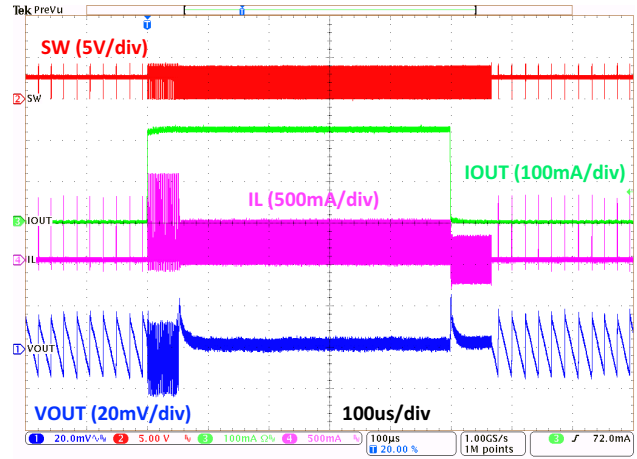 Tek PreVu
T
T
SW (5V/div)
2 SW
IOUT (100mA/div)
IL (500mA/div)
3 IOUT
4 IL
1 VOUT
VOUT (20mV/div) 100us/div
1 20.0mV 2 5.00 V 3 100mA Ω 4 500mA 100µs 1.00GS/s 3 72.0mA
T 20.00 % 1M points